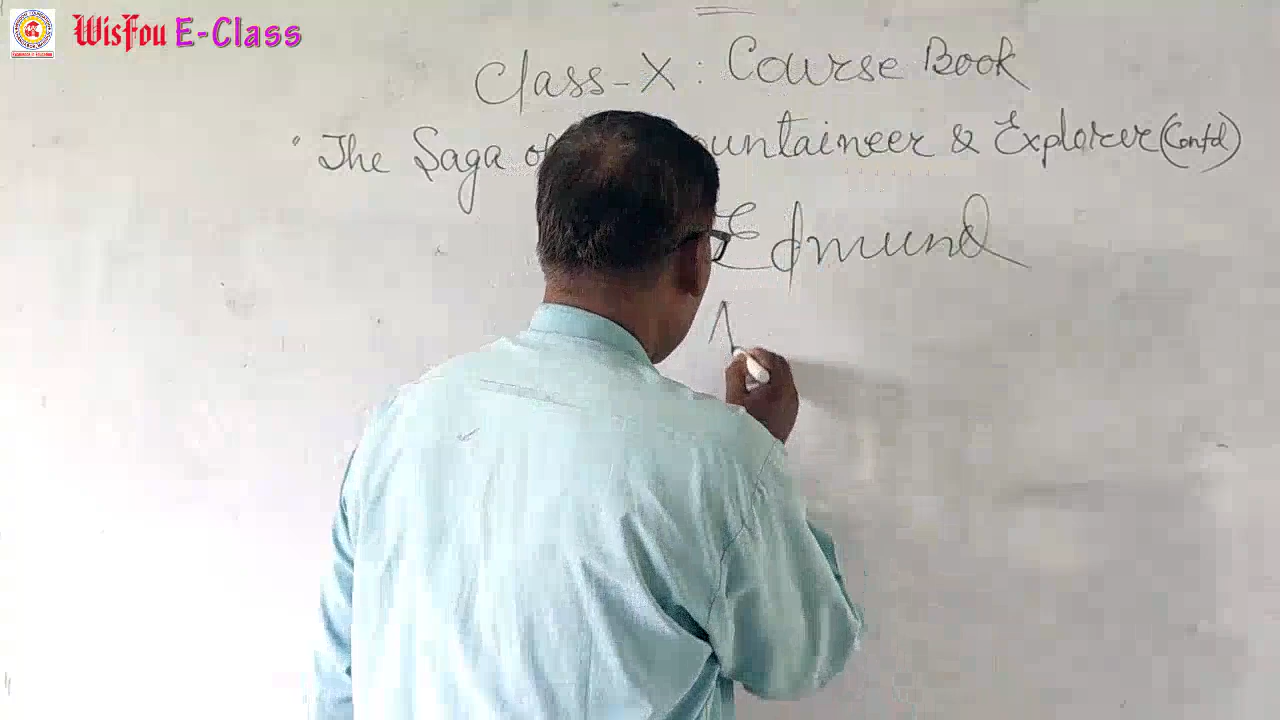 WisFou E-Class
Class-X : Course Book
"The Saga of ountaineer & Explorer (Contd)
Edmund